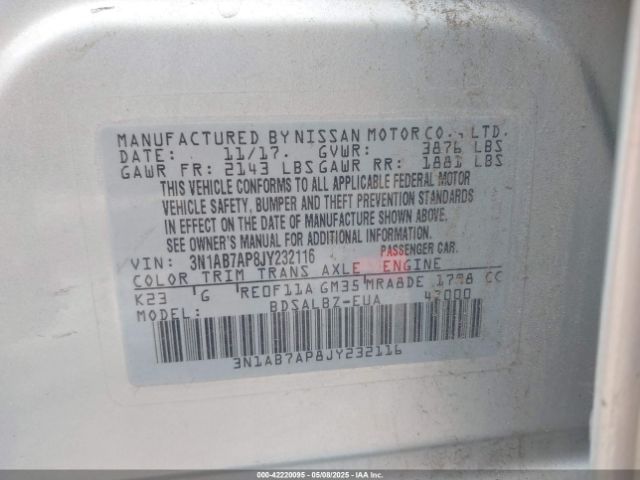 MANUFACTURED BY NISSAN MOTOR CO., LTD.
DATE: 11/17. GVWR: 3876 LBS
GAWR FR: 2143 LBS GAWR RR: 1881 LBS
THIS VEHICLE CONFORMS TO ALL APPLICABLE FEDERAL MOTOR
VEHICLE SAFETY, BUMPER AND THEFT PREVENTION STANDARDS
IN EFFECT ON THE DATE OF MANUFACTURE SHOWN ABOVE.
SEE OWNER'S MANUAL FOR ADDITIONAL INFORMATION
VIN: 3N1AB7AP8JY232116 PASSENGER CAR.
COLOR TRIM TRANS AXLE ENGINE
K23 G RE0F11A GM35 MRA8DE 1798 CC
MODEL: BDSALBZ-EUA 43000
3N1AB7AP8JY232116
000-42220095 - 05/08/2025 - IAAI.COM